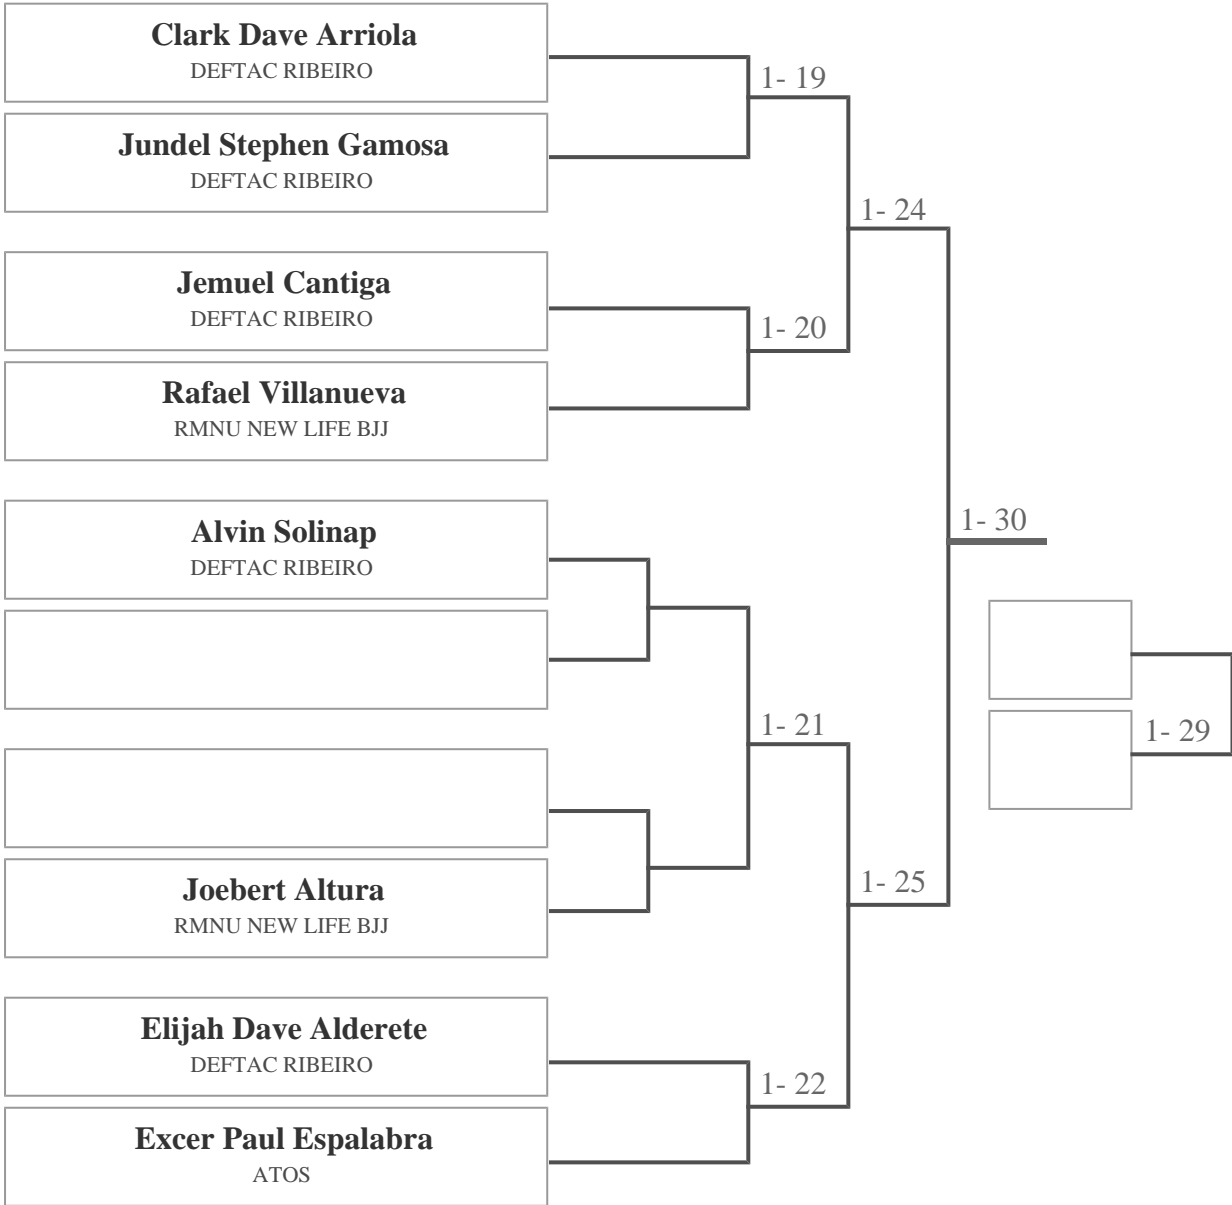 Clark Dave Arriola
DEFTAC RIBEIRO
1- 19
Jundel Stephen Gamosa
DEFTAC RIBEIRO
1- 24
Jemuel Cantiga
DEFTAC RIBEIRO
1- 20
Rafael Villanueva
RMNU NEW LIFE BJJ
Alvin Solinap
DEFTAC RIBEIRO
1- 30
1- 21
1- 29
Joebert Altura
RMNU NEW LIFE BJJ
1- 25
Elijah Dave Alderete
DEFTAC RIBEIRO
1- 22
Excer Paul Espalabra
ATOS